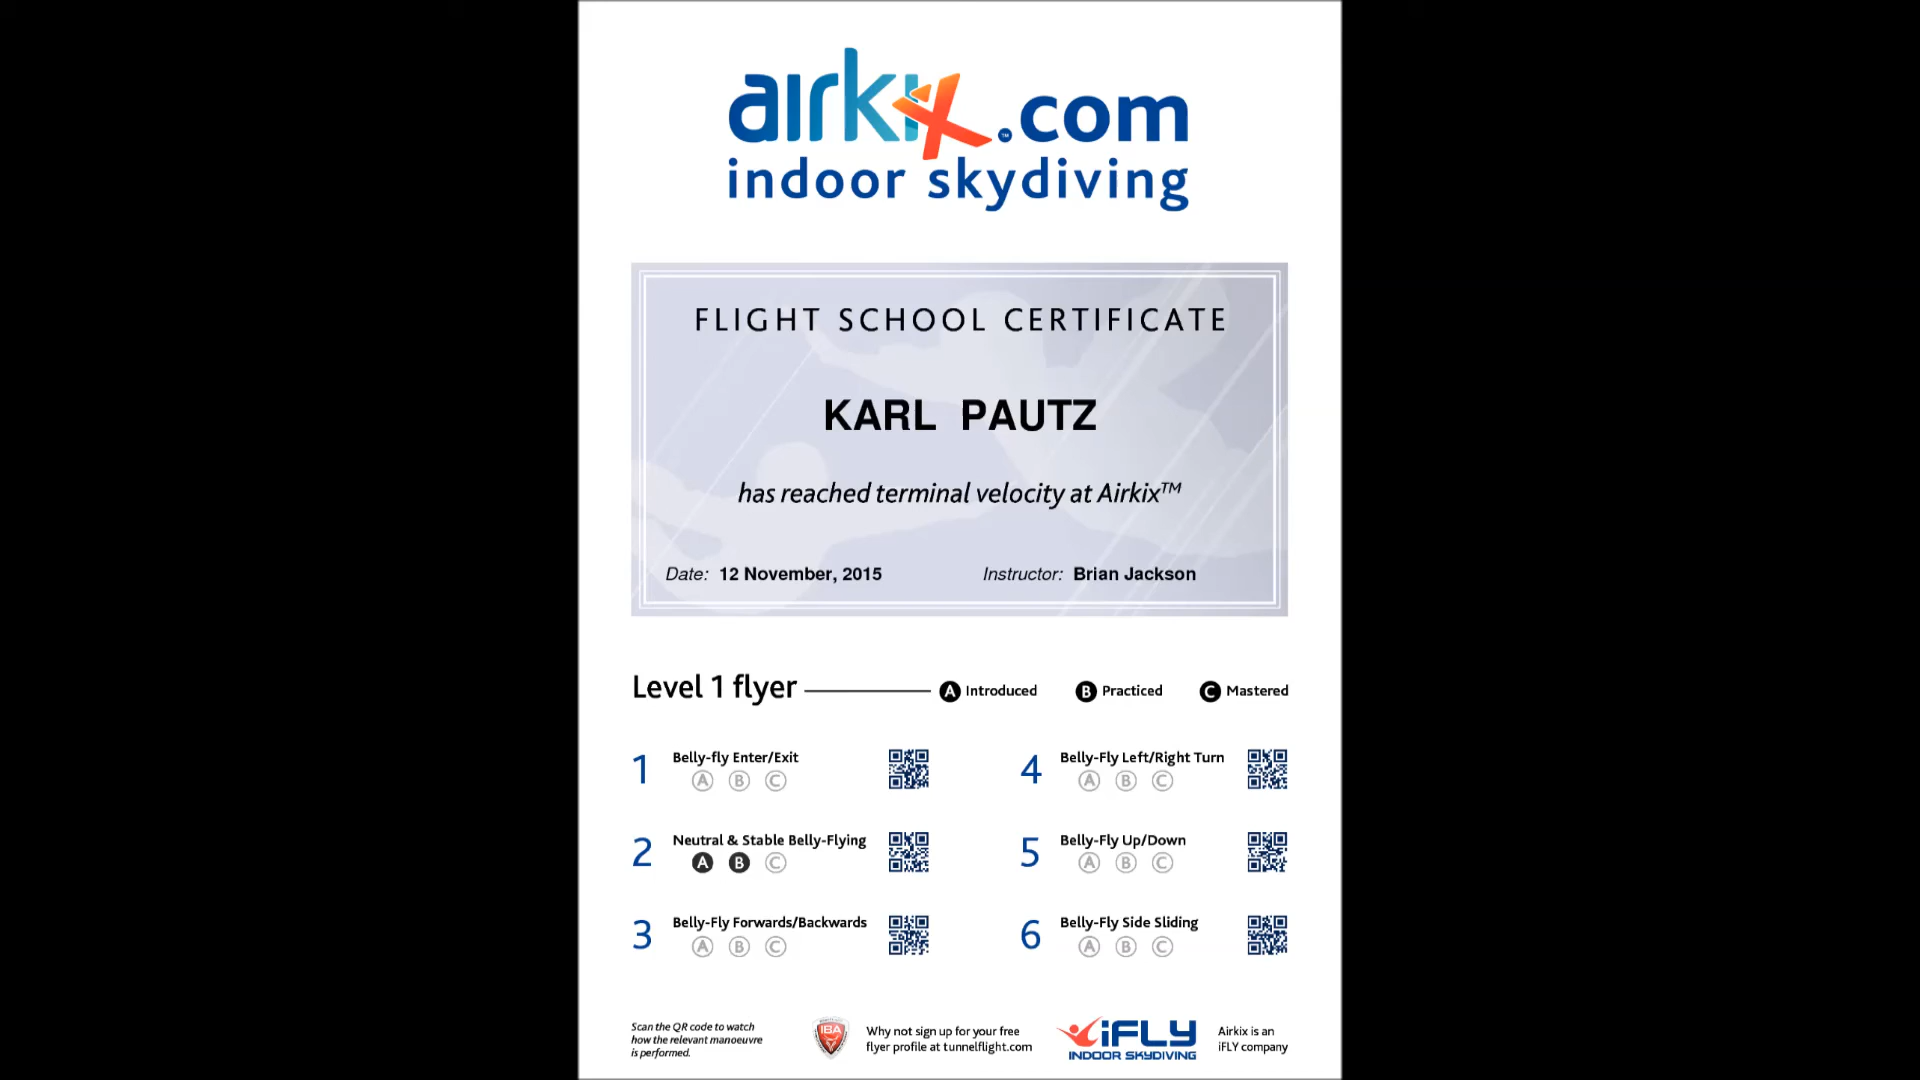 airkix™.com
indoor skydiving
FLIGHT SCHOOL CERTIFICATE
KARL PAUTZ
has reached terminal velocity at Airkix™
Date: 12 November, 2015 Instructor: Brian Jackson
Level 1 flyer A Introduced B Practiced C Mastered
1 Belly-fly Enter/Exit
A B C
4 Belly-Fly Left/Right Turn
A B C
2 Neutral & Stable Belly-Flying
A B C
5 Belly-Fly Up/Down
A B C
3 Belly-Fly Forwards/Backwards
A B C
6 Belly-Fly Side Sliding
A B C
Scan the QR code to watch
how the relevant manoeuvre
is performed.
IBA
Why not sign up for your free
flyer profile at tunnelflight.com
iFLY
INDOOR SKYDIVING
Airkix is an
iFLY company